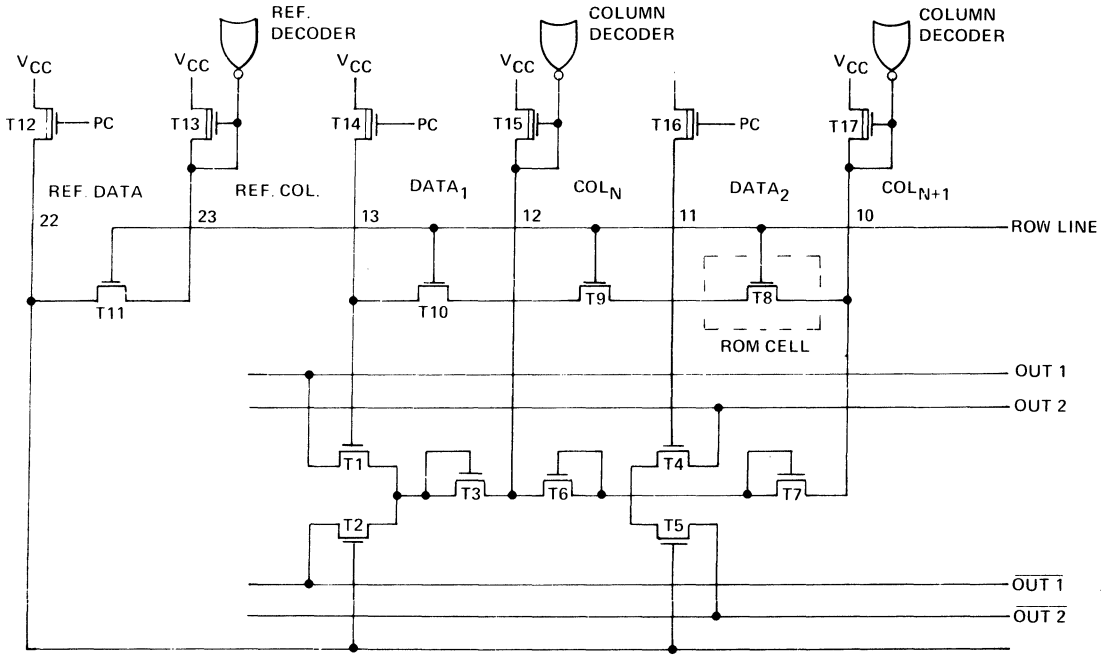 REF. DECODER
COLUMN DECODER
COLUMN DECODER
VCC
VCC
VCC
VCC
VCC
T12
PC
T13
T14
PC
T15
T16
PC
T17
REF. DATA
REF. COL.
DATA1
COLN
DATA2
COLN+1
22
23
13
12
11
10
ROW LINE
T11
T10
T9
T8
ROM CELL
OUT 1
OUT 2
T1
T3
T6
T4
T7
T2
T5
OUT 1
OUT 2